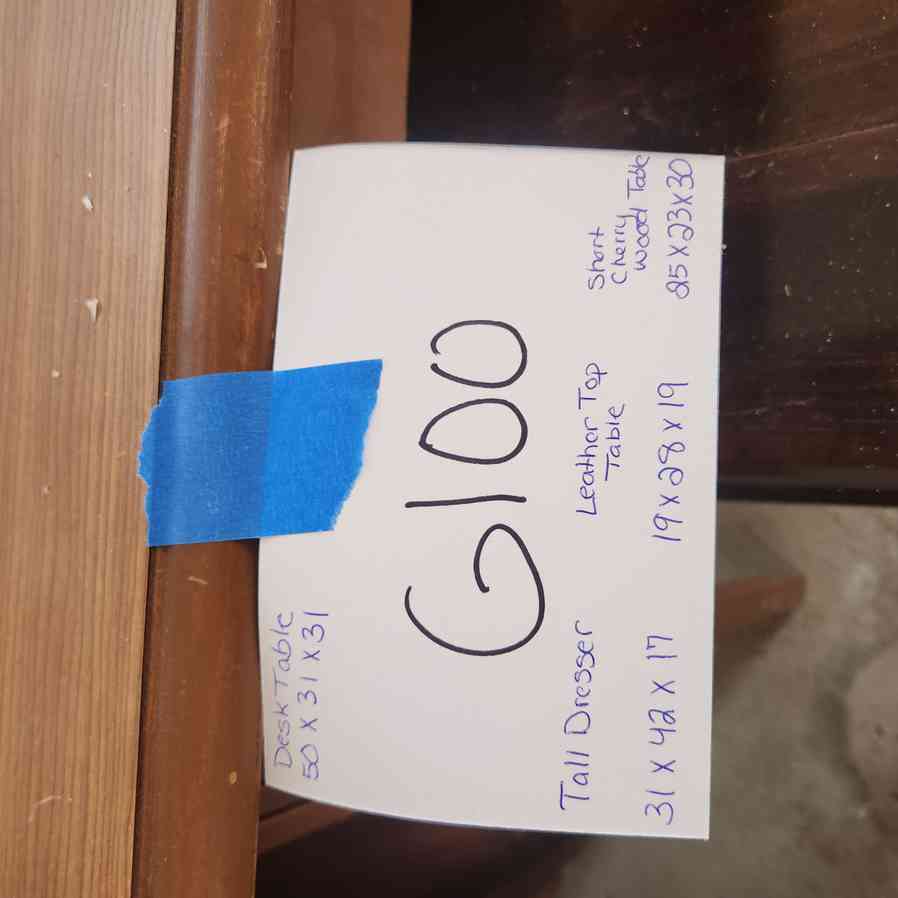 Desk Table
50 X 31 X 31
G100
Tall Dresser
31 X 42 X 17
Leather Top
Table
19 X 28 X 19
Short
Cherry
Wood Table
25 X 23 X 30